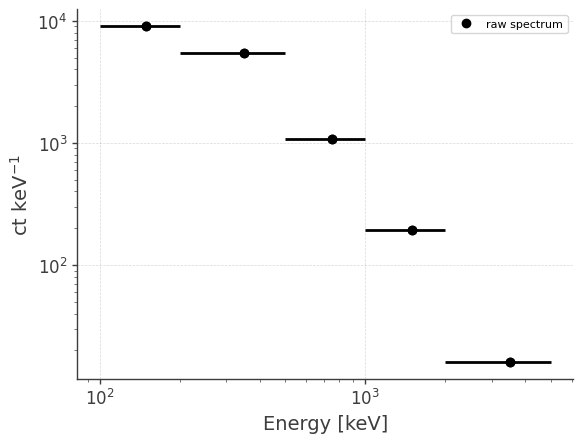 10⁴
raw spectrum
10³
10²
ct keV⁻¹
10²
10³
Energy [keV]